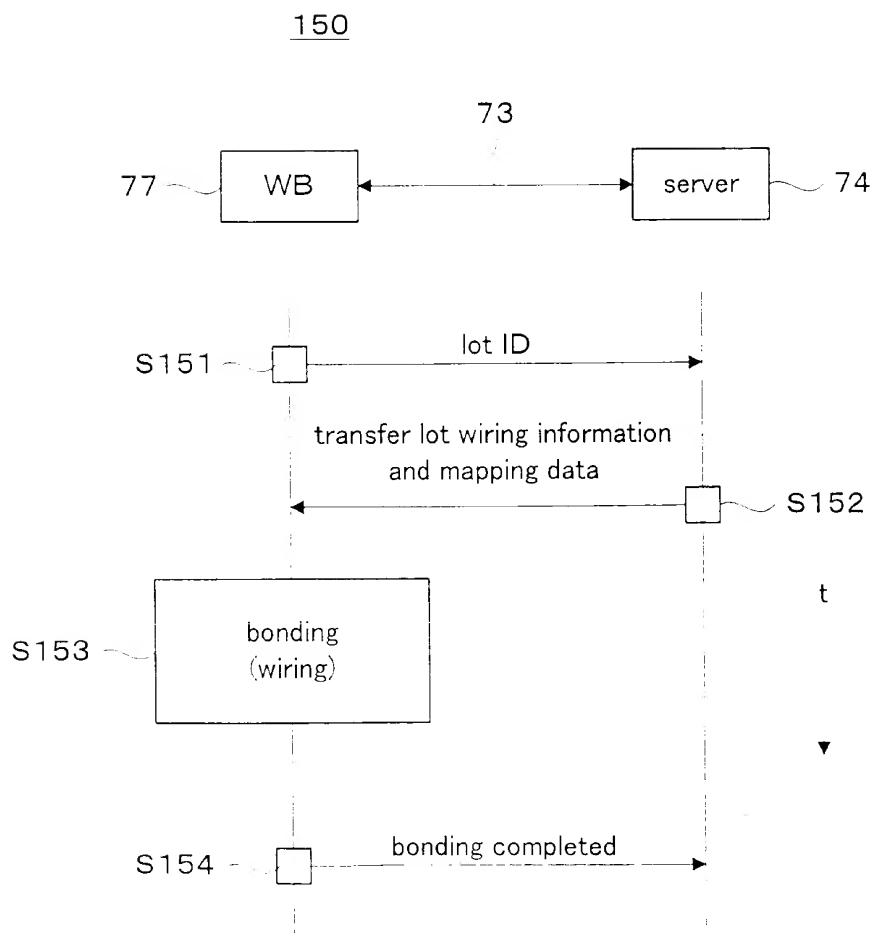 150
73
77
WB
server
74
S151
lot ID
transfer lot wiring information
and mapping data
S152
t
S153
bonding
(wiring)
S154
bonding completed